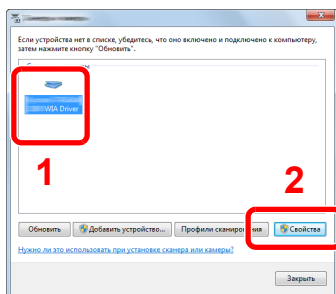 Если устройства нет в списке, убедитесь, что оно включено и подключено к компьютеру,
затем нажмите кнопку "Обновить".
WIA Driver
1
2
Обновить
Добавить устройство...
Профили сканирования
Свойства
Нужно ли это использовать при установке сканера или камеры?
Закрыть